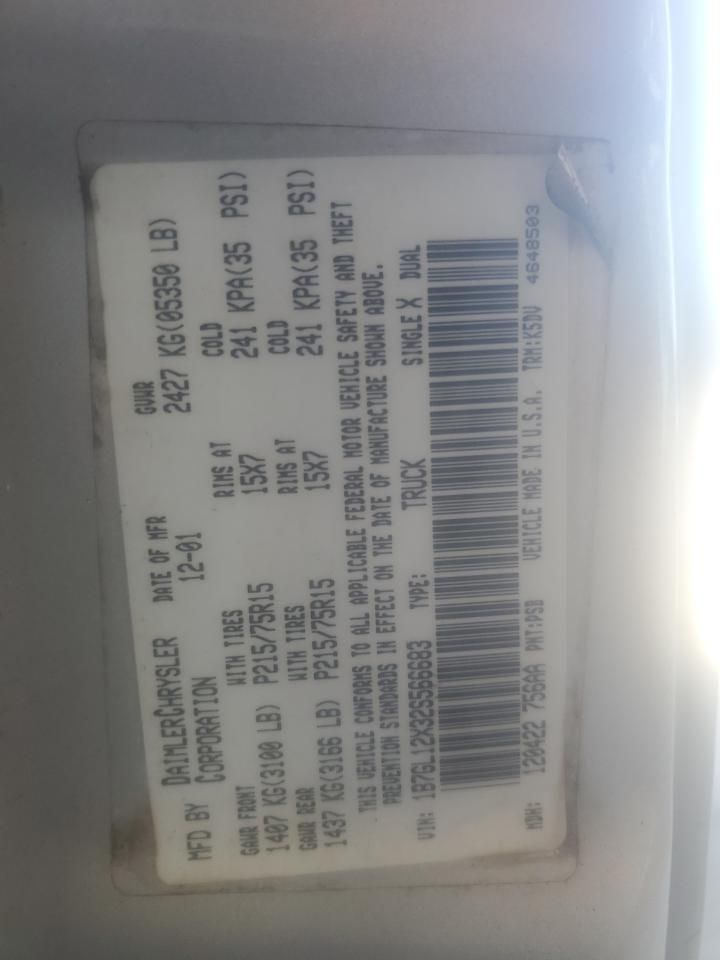 MFD BY DAIMLERCHRYSLER CORPORATION
DATE OF MFR 12-01
GVWR 2427 KG(05350 LB)
GAWR FRONT WITH TIRES RIMS AT COLD
1407 KG(3100 LB) P215/75R15 15X7 241 KPA(35 PSI)
GAWR REAR WITH TIRES RIMS AT COLD
1437 KG(3166 LB) P215/75R15 15X7 241 KPA(35 PSI)
THIS VEHICLE CONFORMS TO ALL APPLICABLE FEDERAL MOTOR VEHICLE SAFETY AND THEFT
PREVENTION STANDARDS IN EFFECT ON THE DATE OF MANUFACTURE SHOWN ABOVE.
VIN: 1B7GL12X32S566683 TYPE: TRUCK SINGLE X DUAL
MDH: 120422 756AA PNT:PSB VEHICLE MADE IN U.S.A. TRM:K5DV 4648503